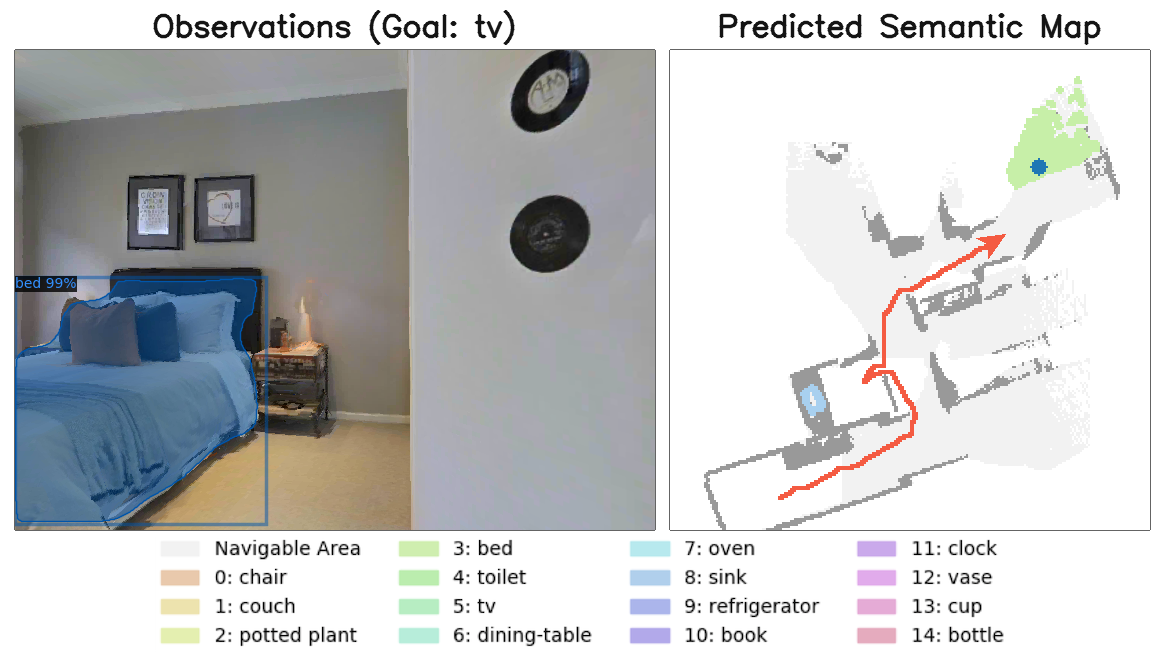 Observations (Goal: tv)
Predicted Semantic Map
bed 99%
Navigable Area
0: chair
1: couch
2: potted plant
3: bed
4: toilet
5: tv
6: dining-table
7: oven
8: sink
9: refrigerator
10: book
11: clock
12: vase
13: cup
14: bottle